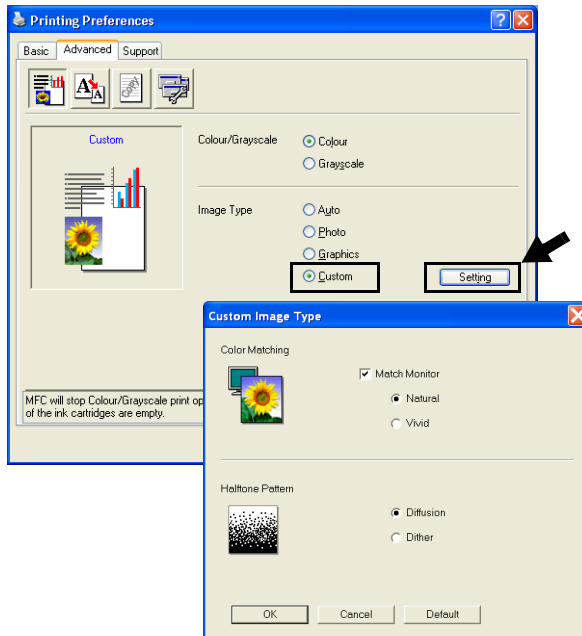 Printing Preferences
Basic Advanced Support
Custom
Colour/Grayscale
Colour
Grayscale
Image Type
Auto
Photo
Graphics
Custom
Setting
MFC will stop Colour/Grayscale print op
of the ink cartridges are empty.
Custom Image Type
Color Matching
Match Monitor
Natural
Vivid
Halftone Pattern
Diffusion
Dither
OK Cancel Default